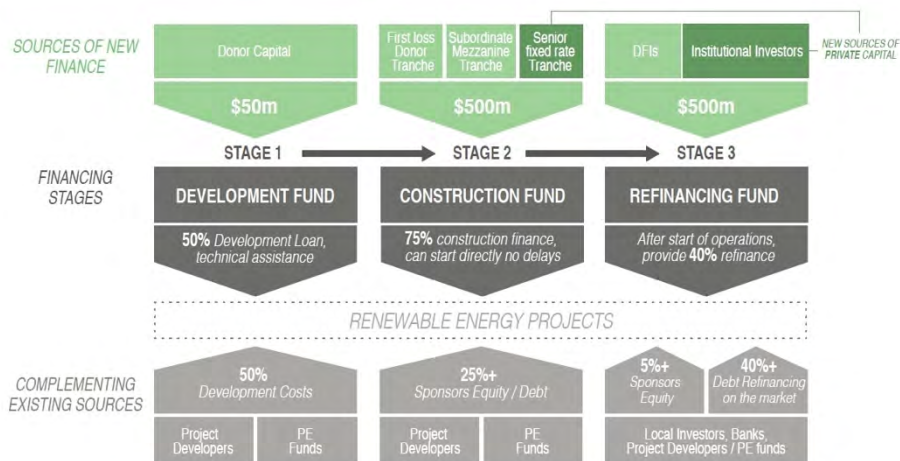 SOURCES OF NEW
FINANCE
Donor Capital
First loss
Donor
Tranche
Subordinate
Mezzanine
Tranche
Senior
fixed rate
Tranche
DFIs
Institutional Investors
NEW SOURCES OF
PRIVATE CAPITAL
$50m
$500m
$500m
STAGE 1
STAGE 2
STAGE 3
FINANCING
STAGES
DEVELOPMENT FUND
50% Development Loan,
technical assistance
CONSTRUCTION FUND
75% construction finance,
can start directly no delays
REFINANCING FUND
After start of operations,
provide 40% refinance
RENEWABLE ENERGY PROJECTS
COMPLEMENTING
EXISTING SOURCES
50%
Development Costs
25%+
Sponsors Equity / Debt
5%+
Sponsors
Equity
40%+
Debt Refinancing
on the market
Project
Developers
PE
Funds
Project
Developers
PE
Funds
Local Investors, Banks,
Project Developers / PE funds